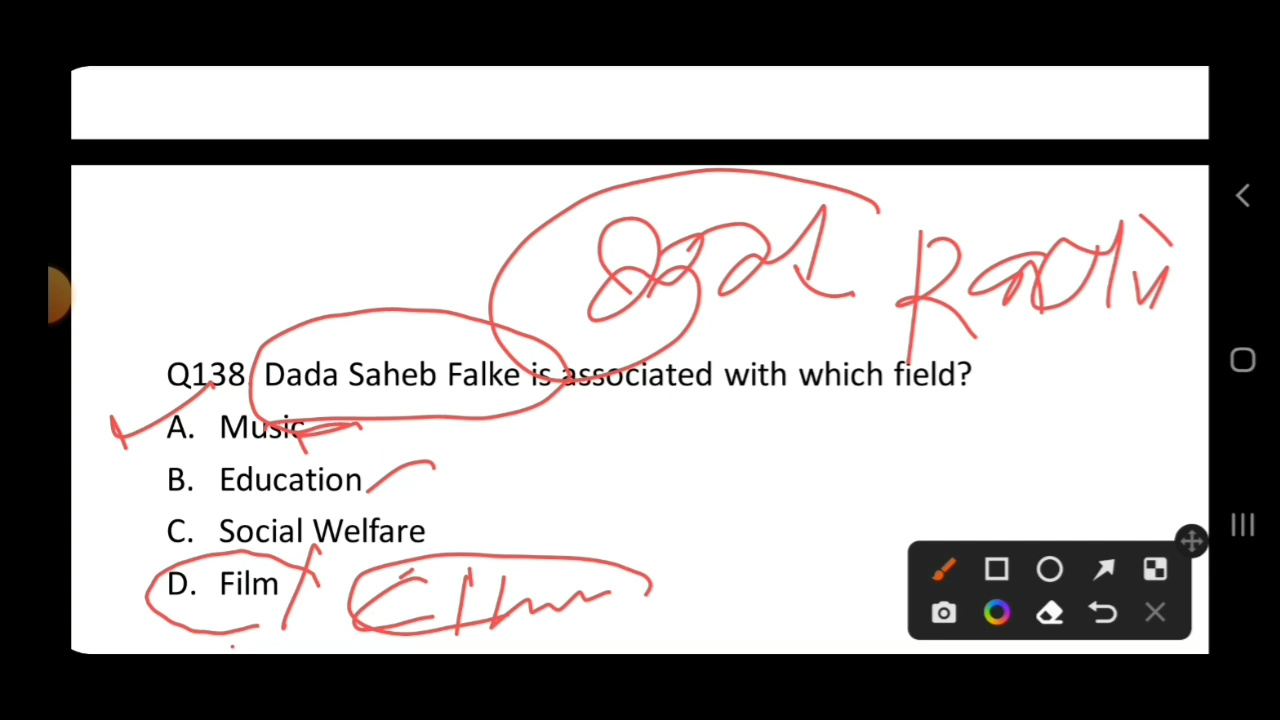 Q138 Dada Saheb Falke is associated with which field?
A. Music
B. Education
C. Social Welfare
D. Film